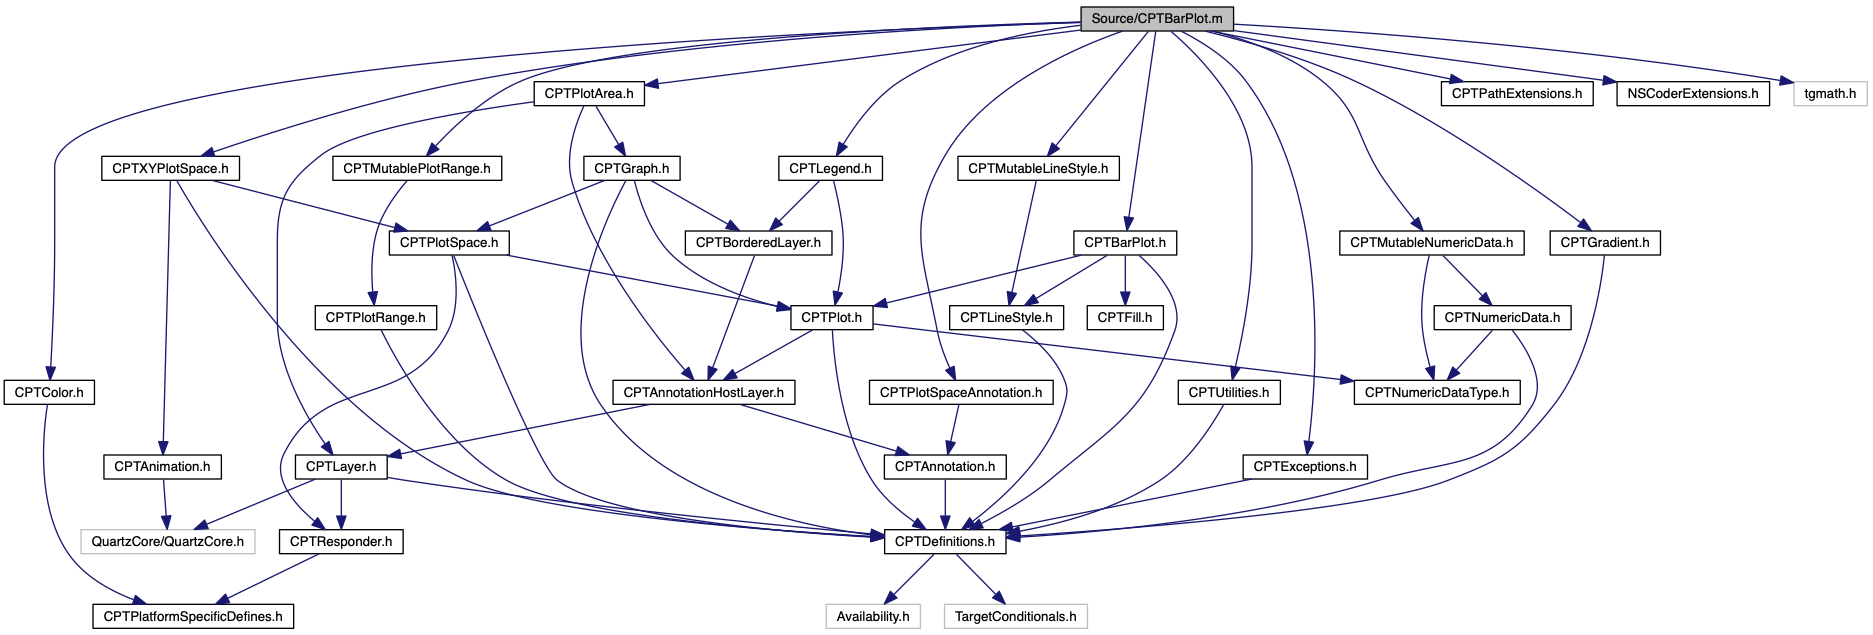 Source/CPTBarPlot.m
CPTPlotArea.h
CPTPathExtensions.h
NSCoderExtensions.h
tgmath.h
CPTXYPlotSpace.h
CPTMutablePlotRange.h
CPTGraph.h
CPTLegend.h
CPTMutableLineStyle.h
CPTPlotSpace.h
CPTBorderedLayer.h
CPTBarPlot.h
CPTMutableNumericData.h
CPTGradient.h
CPTPlotRange.h
CPTPlot.h
CPTLineStyle.h
CPTFill.h
CPTNumericData.h
CPTColor.h
CPTAnnotationHostLayer.h
CPTPlotSpaceAnnotation.h
CPTUtilities.h
CPTNumericDataType.h
CPTAnimation.h
CPTLayer.h
CPTAnnotation.h
CPTExceptions.h
QuartzCore/QuartzCore.h
CPTResponder.h
CPTDefinitions.h
CPTPlatformSpecificDefines.h
Availability.h
TargetConditionals.h